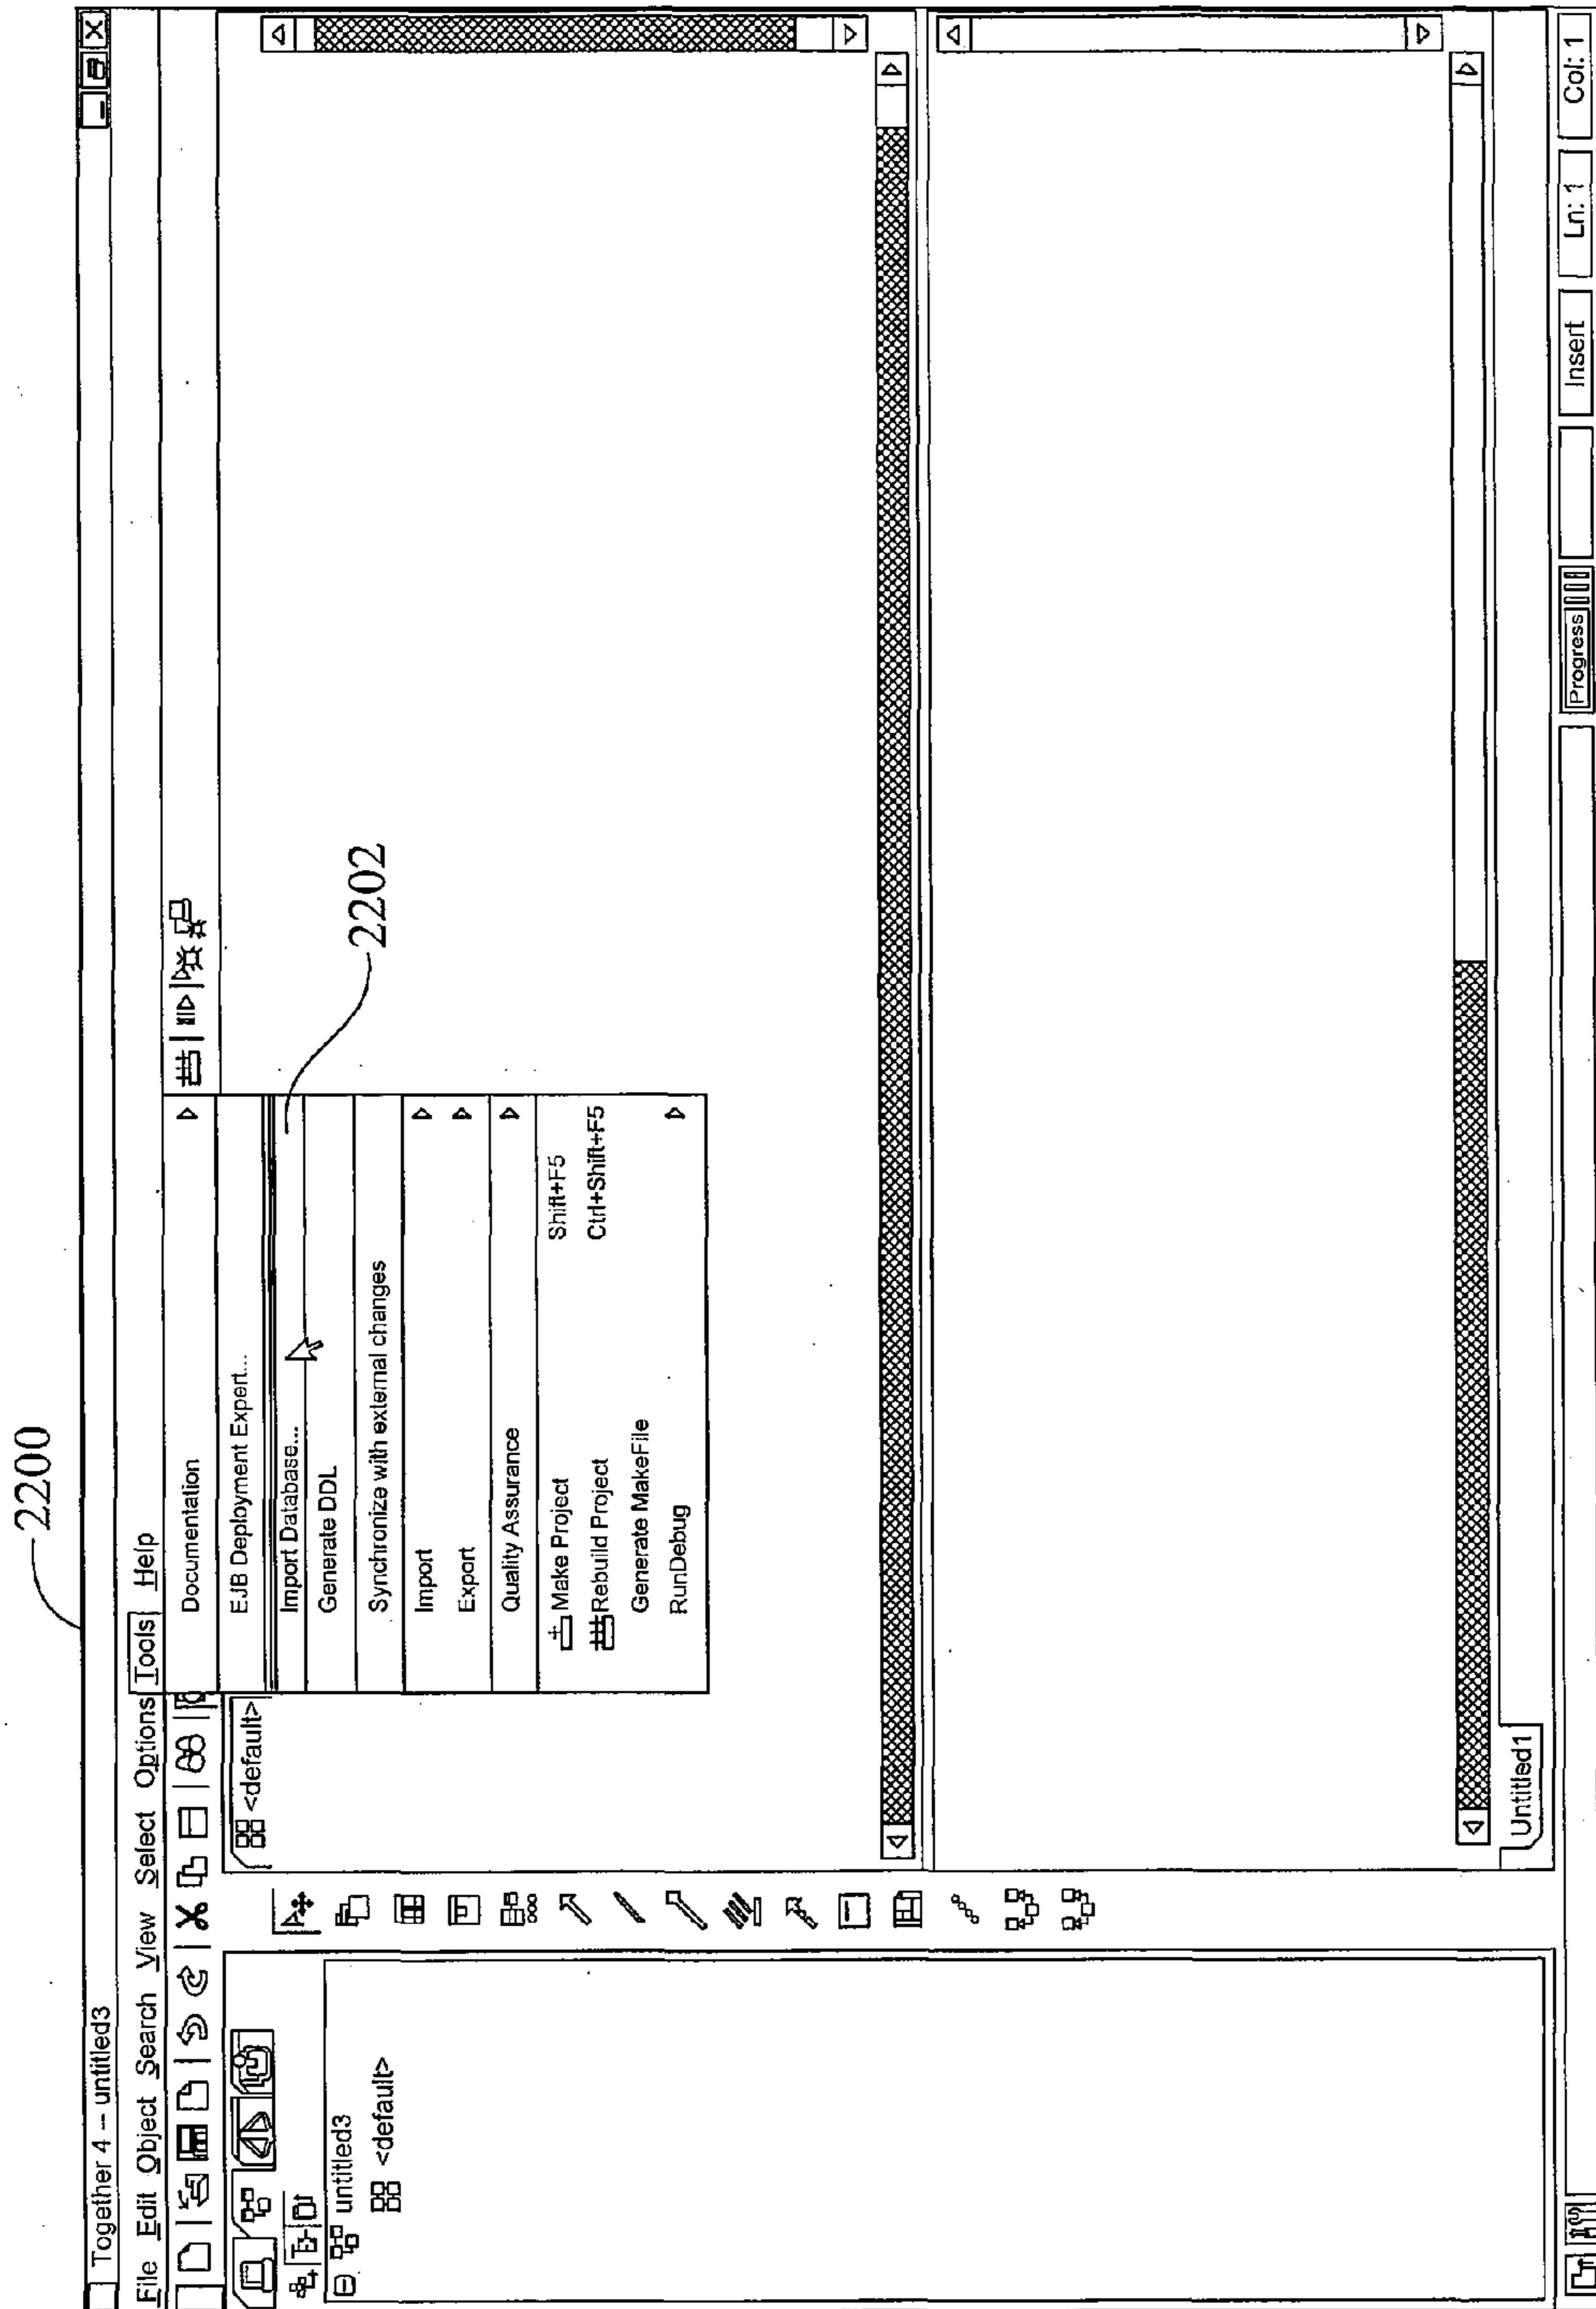 2200
Together 4 -- untitled3
File Edit Object Search View Select Options Tools Help
<default>
Documentation
EJB Deployment Expert...
Import Database...
2202
Generate DDL
Synchronize with external changes
Import
Export
Quality Assurance
Make Project Shift+F5
Rebuild Project Ctrl+Shift+F5
Generate MakeFile
RunDebug
untitled3
<default>
Untitled1
Progress
Insert
Ln: 1
Col: 1